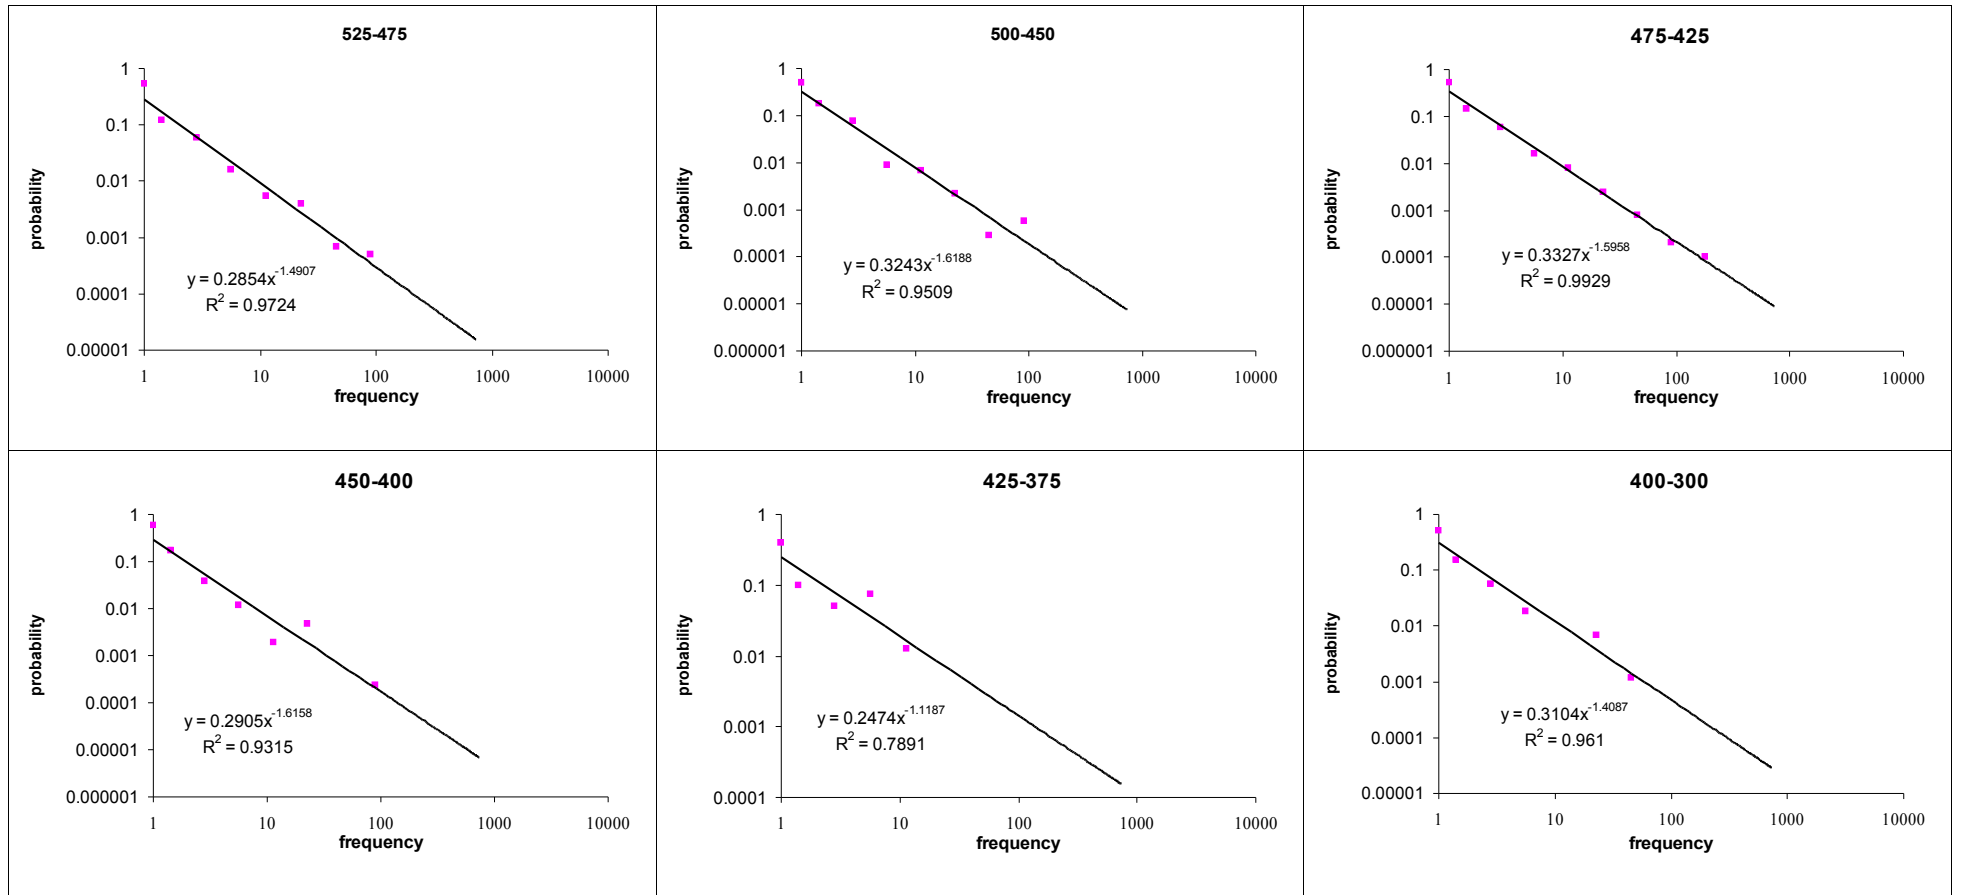 525-475
1
0.1
0.01
0.001
0.0001
0.00001
probability
y = 0.2854x^-1.4907
R^2 = 0.9724
1 10 100 1000 10000
frequency
500-450
1
0.1
0.01
0.001
0.0001
0.00001
0.000001
probability
y = 0.3243x^-1.6188
R^2 = 0.9509
1 10 100 1000 10000
frequency
475-425
1
0.1
0.01
0.001
0.0001
0.00001
0.000001
probability
y = 0.3327x^-1.5958
R^2 = 0.9929
1 10 100 1000 10000
frequency
450-400
1
0.1
0.01
0.001
0.0001
0.00001
0.000001
probability
y = 0.2905x^-1.6158
R^2 = 0.9315
1 10 100 1000 10000
frequency
425-375
1
0.1
0.01
0.001
0.0001
probability
y = 0.2474x^-1.1187
R^2 = 0.7891
1 10 100 1000 10000
frequency
400-300
1
0.1
0.01
0.001
0.0001
0.00001
probability
y = 0.3104x^-1.4087
R^2 = 0.961
1 10 100 1000 10000
frequency